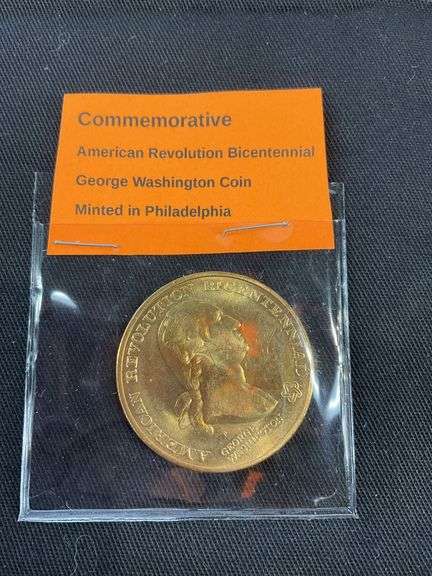 Commemorative
American Revolution Bicentennial
George Washington Coin
Minted in Philadelphia
AMERICAN REVOLUTION BICENTENNIAL
GEORGE
WASHINGTON